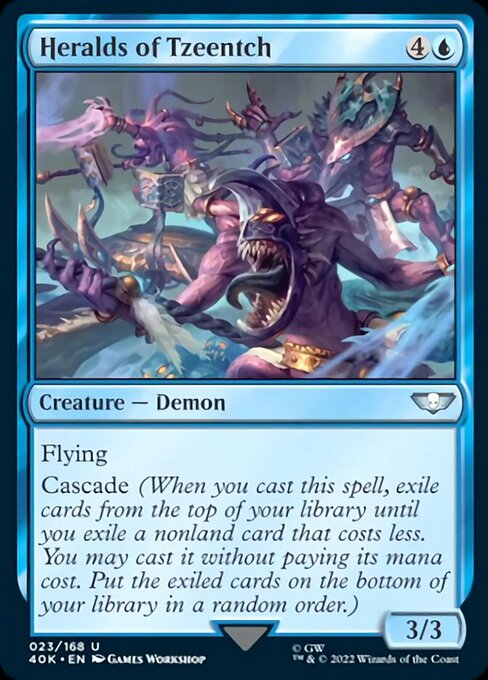 Heralds of Tzeentch 4
Creature — Demon
Flying
Cascade (When you cast this spell, exile
cards from the top of your library until
you exile a nonland card that costs less.
You may cast it without paying its mana
cost. Put the exiled cards on the bottom of
your library in a random order.)
3/3
023/168 U
40K • EN Games Workshop
© GW
™ & © 2022 Wizards of the Coast